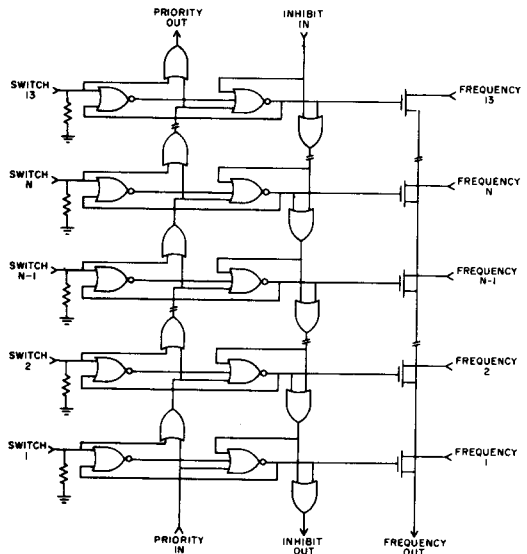 PRIORITY
OUT
INHIBIT
IN
SWITCH
13
FREQUENCY
13
SWITCH
N
FREQUENCY
N
SWITCH
N-1
FREQUENCY
N-1
SWITCH
2
FREQUENCY
2
SWITCH
1
FREQUENCY
1
PRIORITY
IN
INHIBIT
OUT
FREQUENCY
OUT